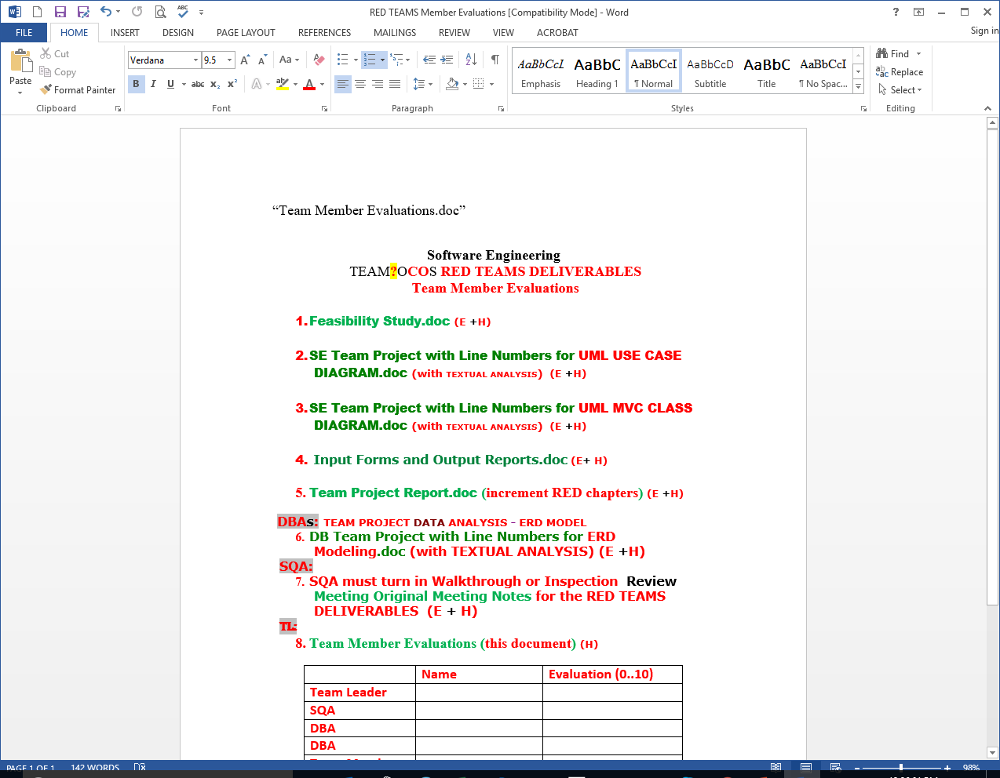 RED TEAMS Member Evaluations [Compatibility Mode] - Word
FILE HOME INSERT DESIGN PAGE LAYOUT REFERENCES MAILINGS REVIEW VIEW ACROBAT Sign in
Paste
Cut
Copy
Format Painter
Clipboard
Verdana 9.5
Font
Paragraph
AaBbCcI AaBbC AaBbCcI AaBbCcD AaBbC AaBbCcI
Emphasis Heading 1 ¶ Normal Subtitle Title ¶ No Spac...
Styles
Find
Replace
Select
Editing
“Team Member Evaluations.doc”
Software Engineering
TEAM?OCOS RED TEAMS DELIVERABLES
Team Member Evaluations
1. Feasibility Study.doc (E +H)
2. SE Team Project with Line Numbers for UML USE CASE
DIAGRAM.doc (with TEXTUAL ANALYSIS) (E +H)
3. SE Team Project with Line Numbers for UML MVC CLASS
DIAGRAM.doc (with TEXTUAL ANALYSIS) (E +H)
4. Input Forms and Output Reports.doc (E+ H)
5. Team Project Report.doc (increment RED chapters) (E +H)
DBAs: TEAM PROJECT DATA ANALYSIS - ERD MODEL
6. DB Team Project with Line Numbers for ERD
Modeling.doc (with TEXTUAL ANALYSIS) (E +H)
SQA:
7. SQA must turn in Walkthrough or Inspection Review
Meeting Original Meeting Notes for the RED TEAMS
DELIVERABLES (E + H)
TL:
8. Team Member Evaluations (this document) (H)
Name Evaluation (0..10)
Team Leader
SQA
DBA
DBA
PAGE 1 OF 1 142 WORDS 98%